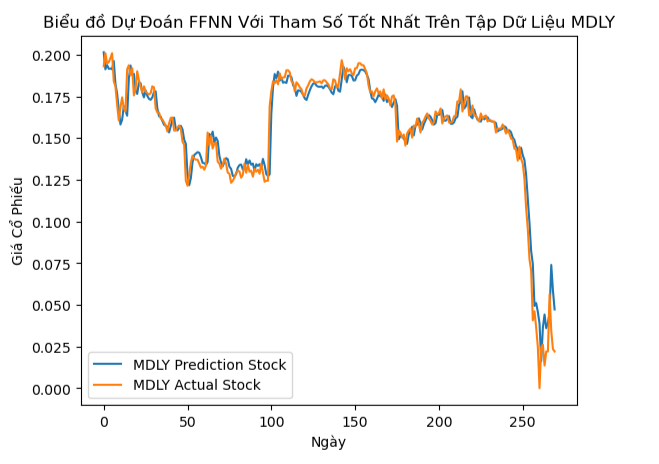 Biểu đồ Dự Đoán FFNN Với Tham Số Tốt Nhất Trên Tập Dữ Liệu MDLY
0.200
0.175
0.150
0.125
0.100
0.075
0.050
0.025
0.000
Giá Cổ Phiếu
MDLY Prediction Stock
MDLY Actual Stock
0 50 100 150 200 250
Ngày